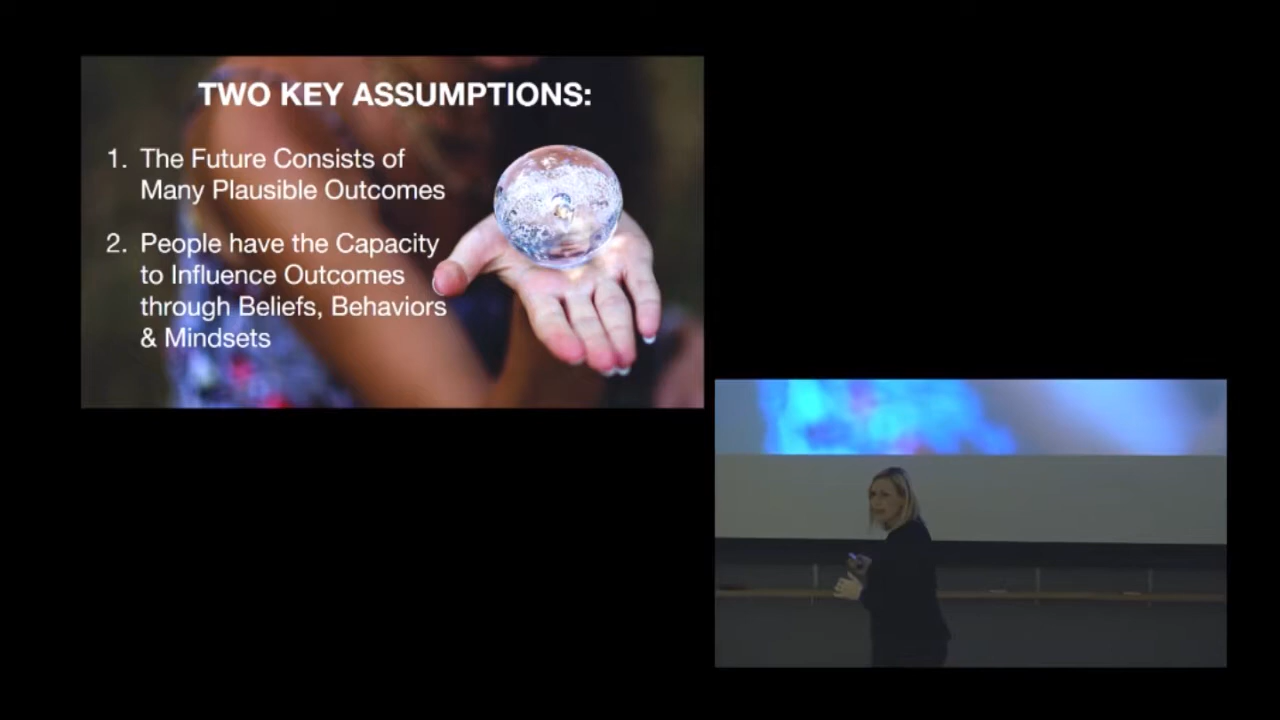 TWO KEY ASSUMPTIONS:
1. The Future Consists of
Many Plausible Outcomes
2. People have the Capacity
to Influence Outcomes
through Beliefs, Behaviors
& Mindsets